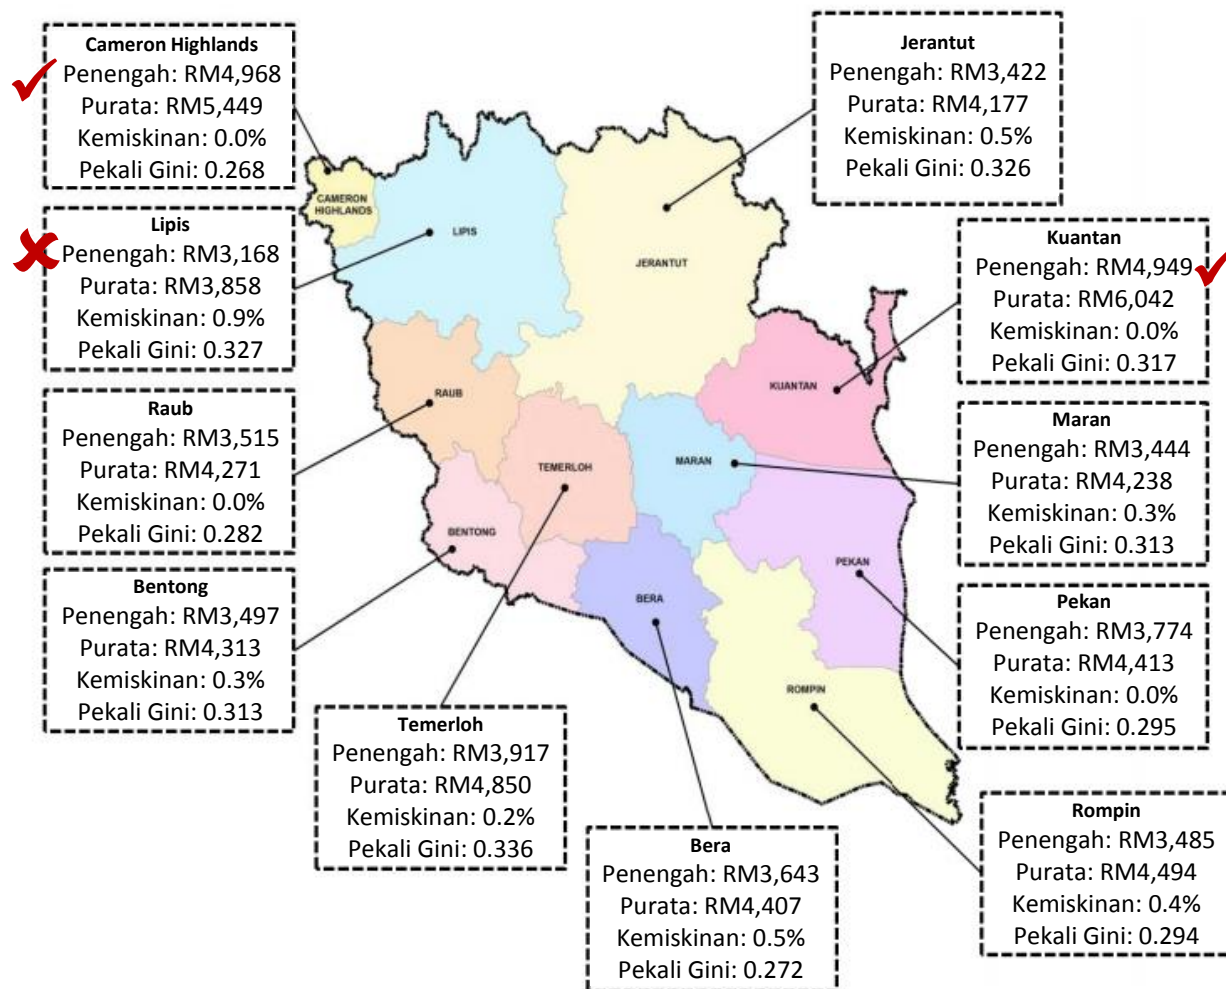 Cameron Highlands
Penengah: RM4,968
Purata: RM5,449
Kemiskinan: 0.0%
Pekali Gini: 0.268
Jerantut
Penengah: RM3,422
Purata: RM4,177
Kemiskinan: 0.5%
Pekali Gini: 0.326
Lipis
Penengah: RM3,168
Purata: RM3,858
Kemiskinan: 0.9%
Pekali Gini: 0.327
Kuantan
Penengah: RM4,949
Purata: RM6,042
Kemiskinan: 0.0%
Pekali Gini: 0.317
Raub
Penengah: RM3,515
Purata: RM4,271
Kemiskinan: 0.0%
Pekali Gini: 0.282
Maran
Penengah: RM3,444
Purata: RM4,238
Kemiskinan: 0.3%
Pekali Gini: 0.313
Bentong
Penengah: RM3,497
Purata: RM4,313
Kemiskinan: 0.3%
Pekali Gini: 0.313
Pekan
Penengah: RM3,774
Purata: RM4,413
Kemiskinan: 0.0%
Pekali Gini: 0.295
Temerloh
Penengah: RM3,917
Purata: RM4,850
Kemiskinan: 0.2%
Pekali Gini: 0.336
Bera
Penengah: RM3,643
Purata: RM4,407
Kemiskinan: 0.5%
Pekali Gini: 0.272
Rompin
Penengah: RM3,485
Purata: RM4,494
Kemiskinan: 0.4%
Pekali Gini: 0.294
CAMERON
HIGHLANDS
LIPIS
JERANTUT
KUANTAN
RAUB
TEMERLOH
MARAN
BENTONG
PEKAN
BERA
ROMPIN